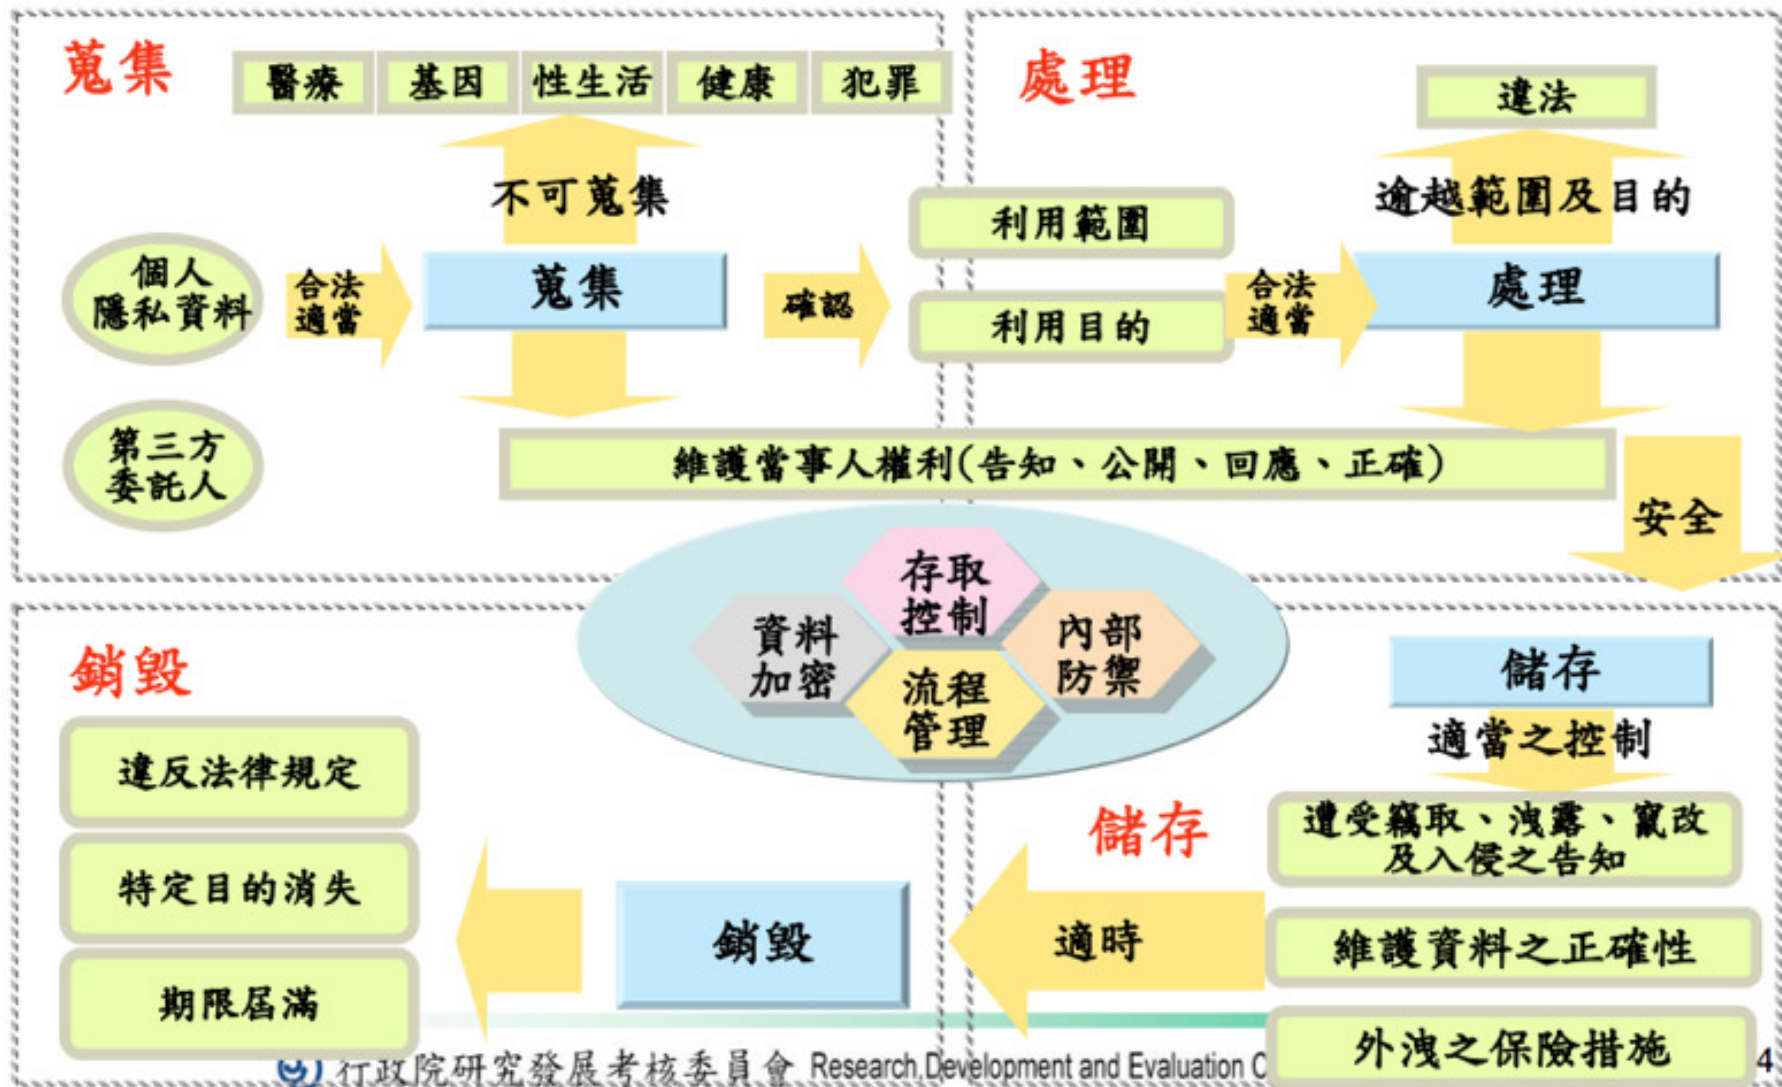 蒐集
醫療
基因
性生活
健康
犯罪
不可蒐集
個人
隱私資料
合法
適當
蒐集
確認
第三方
委託人
處理
違法
逾越範圍及目的
利用範圍
利用目的
合法
適當
處理
維護當事人權利(告知、公開、回應、正確)
安全
存取
控制
資料
加密
內部
防禦
流程
管理
儲存
適當之控制
儲存
遭受竊取、洩露、竄改
及入侵之告知
維護資料之正確性
外洩之保險措施
適時
銷毀
銷毀
違反法律規定
特定目的消失
期限屆滿
行政院研究發展考核委員會 Research,Development and Evaluation C
4